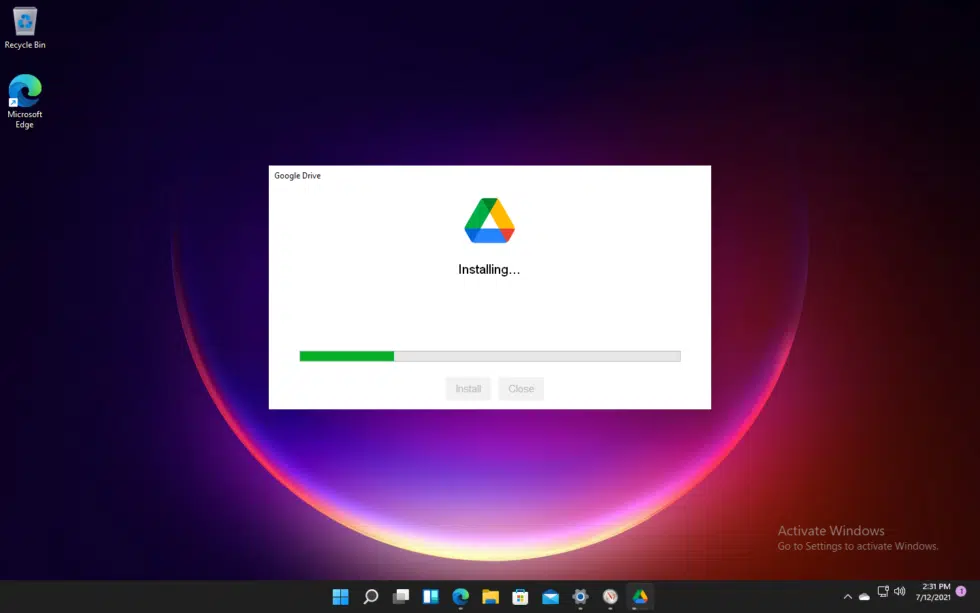 Recycle Bin
Microsoft
Edge
Google Drive
Installing...
Install
Close
Activate Windows
Go to Settings to activate Windows.
2:31 PM
7/12/2021
1